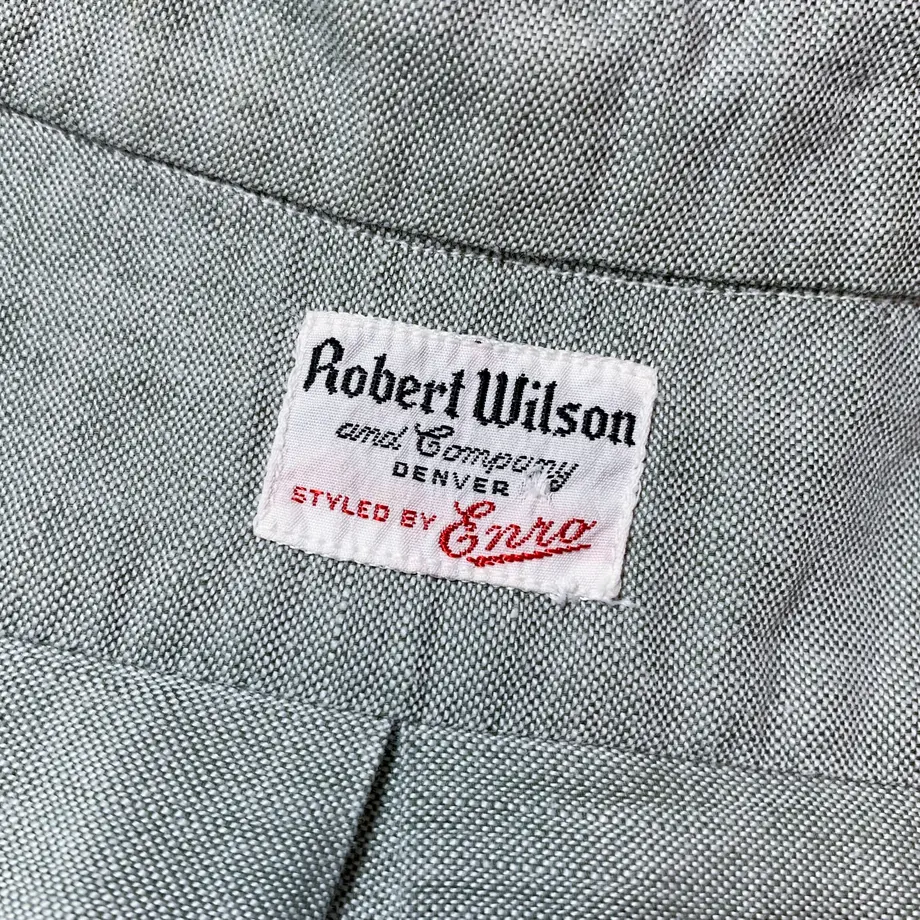 Robert Wilson
and Company
DENVER
STYLED BY Enro